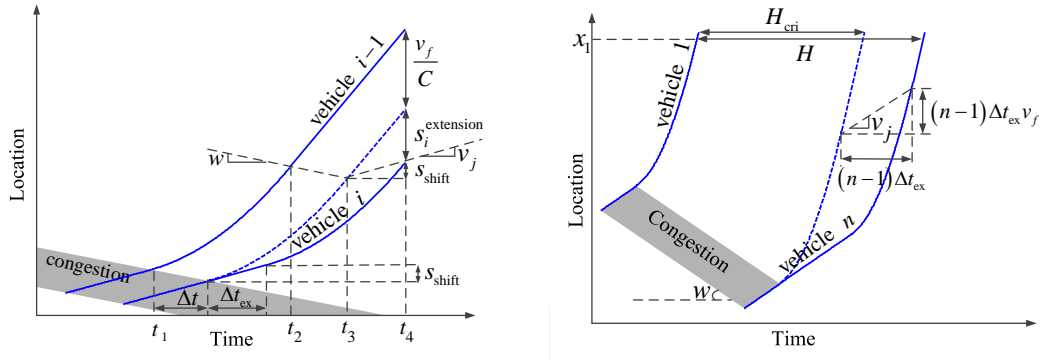 Location
vehicle i−1
v_f
C
s_i^extension
w
v_j
s_shift
vehicle i
congestion
s_shift
Δt
Δt_ex
t_1
Time
t_2
t_3
t_4
H_cri
x_1
H
vehicle 1
(n−1)Δt_ex v_f
v_j
(n−1)Δt_ex
Location
Congestion
vehicle n
w
Time